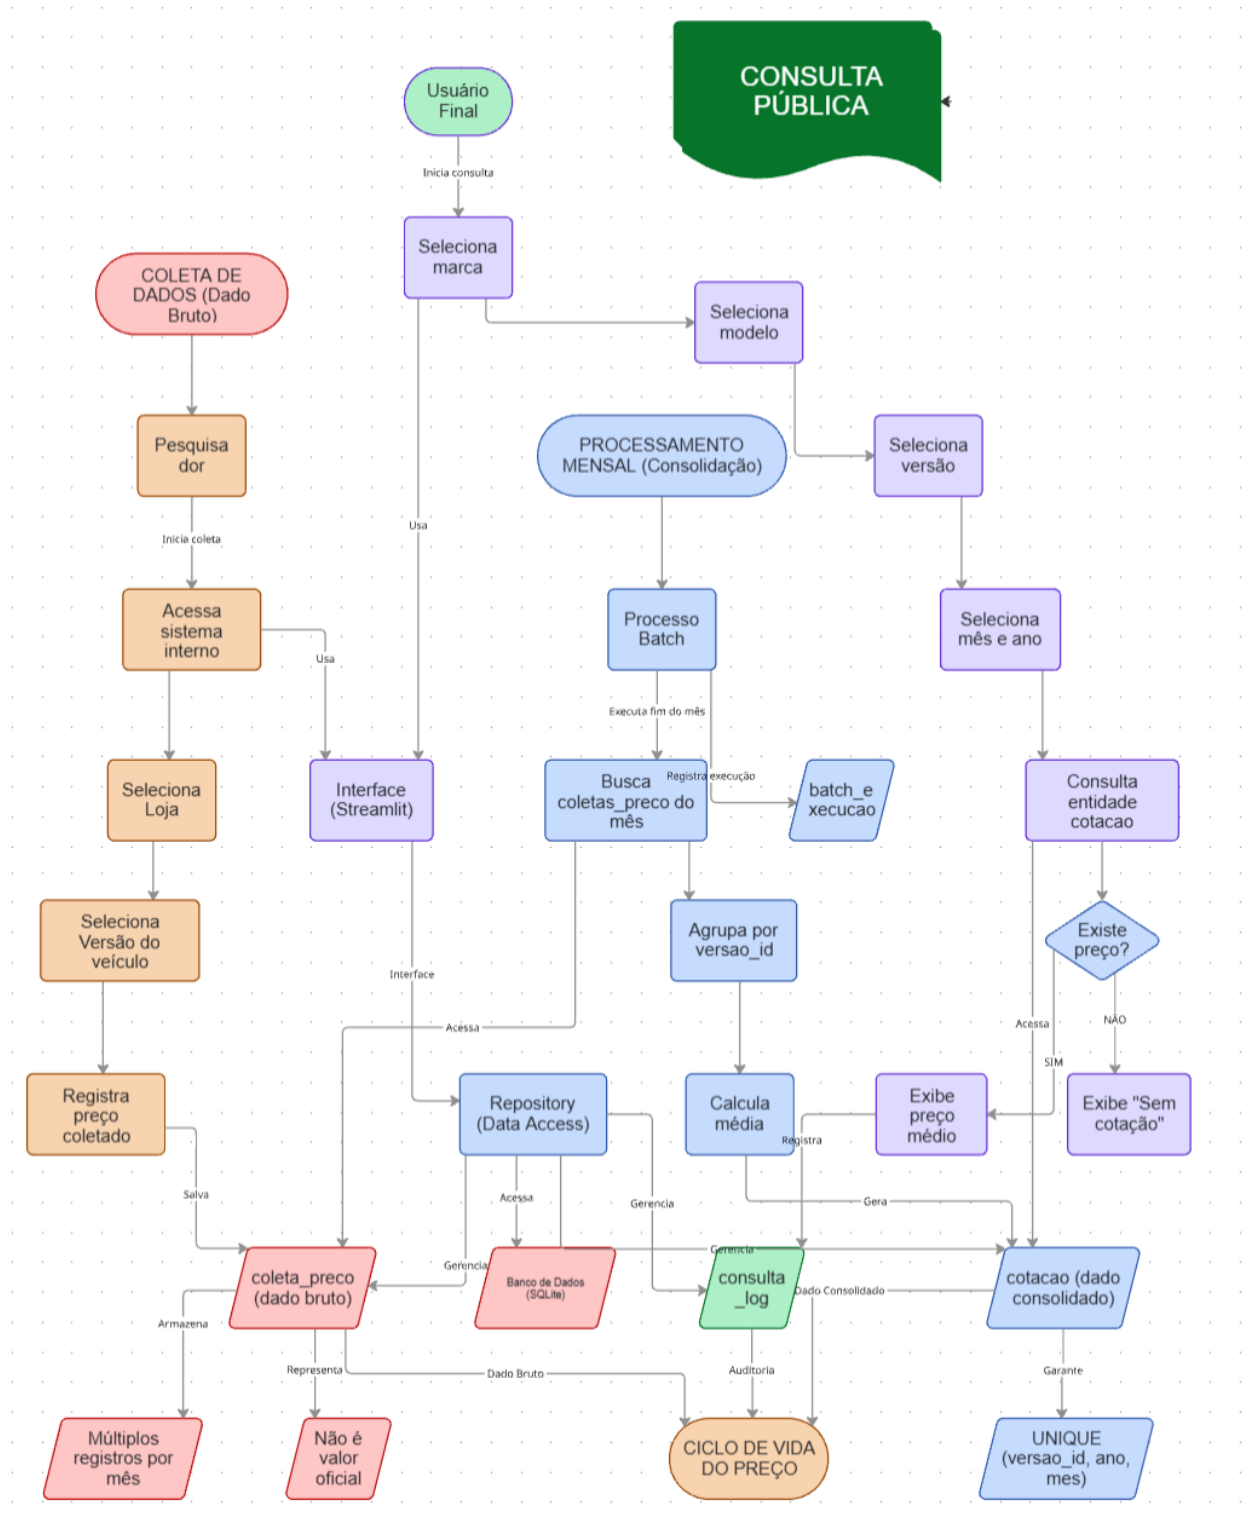 CONSULTA
PÚBLICA
Usuário
Final
Inicia consulta
Seleciona
marca
COLETA DE
DADOS (Dado
Bruto)
Seleciona
modelo
Pesquisa
dor
PROCESSAMENTO
MENSAL (Consolidação)
Seleciona
versão
Usa
Inicia coleta
Acessa
sistema
interno
Usa
Processo
Batch
Seleciona
mês e ano
Executa fim do mês
Registra execução
Seleciona
Loja
Interface
(Streamlit)
Busca
coletas_preco do
mês
batch_e
xecucao
Consulta
entidade
cotacao
Seleciona
Versão do
veículo
Agrupa por
versao_id
Existe
preço?
Interface
Acessa
Acessa
NÃO
SIM
Registra
preço
coletado
Repository
(Data Access)
Calcula
média
Exibe
preço
médio
Exibe "Sem
cotação"
Registra
Salva
Acessa
Gerencia
Gera
Gerencia
Gerencia
coleta_preco
(dado bruto)
Banco de Dados
(SQLite)
consulta
_log
Dado Consolidado
cotacao (dado
consolidado)
Armazena
Representa
Dado Bruto
Auditoria
Garante
Múltiplos
registros por
mês
Não é
valor
oficial
CICLO DE VIDA
DO PREÇO
UNIQUE
(versao_id, ano,
mes)